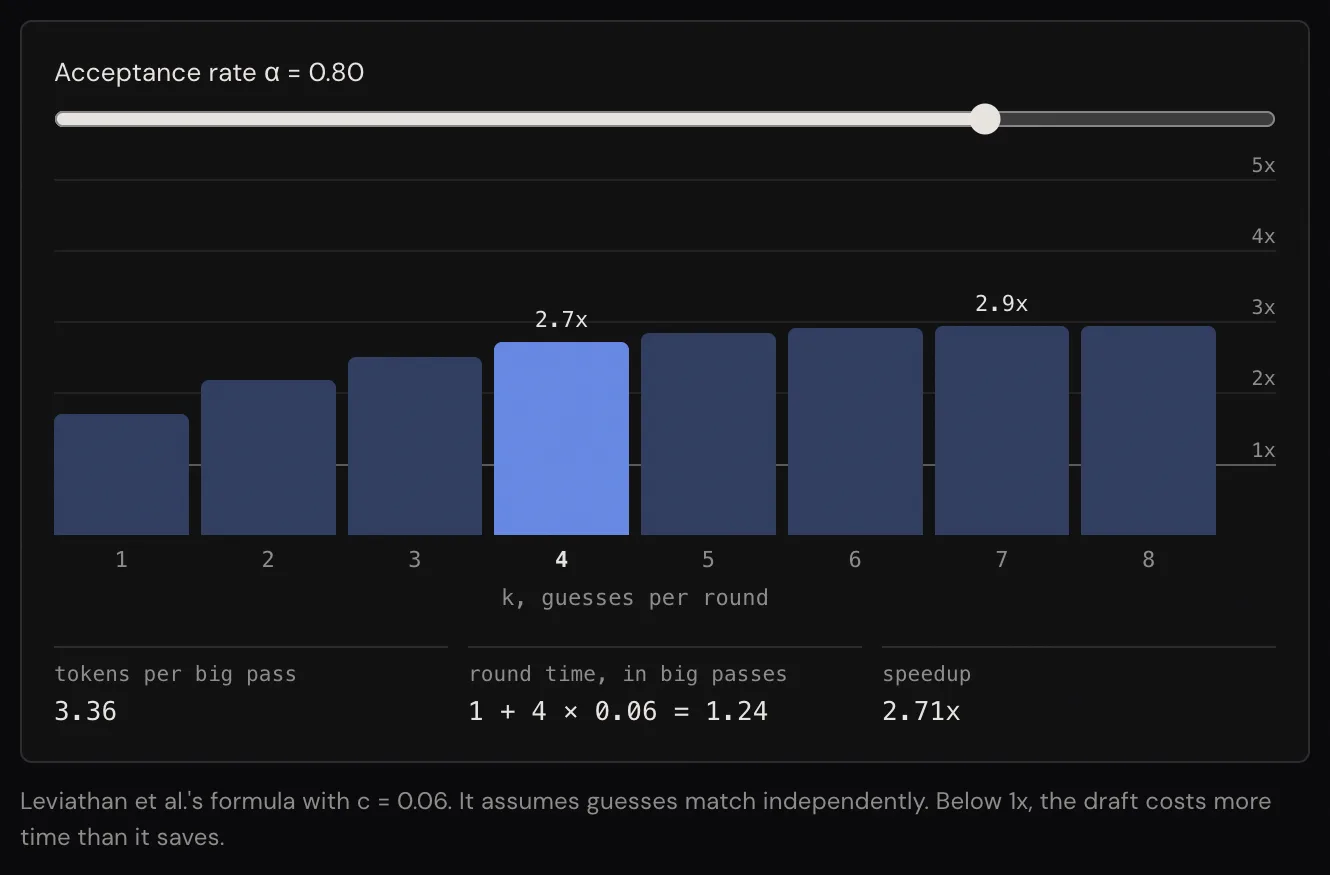 Acceptance rate α = 0.80
5x
4x
3x
2x
1x
2.7x
2.9x
1 2 3 4 5 6 7 8
k, guesses per round
tokens per big pass
3.36
round time, in big passes
1 + 4 × 0.06 = 1.24
speedup
2.71x
Leviathan et al.'s formula with c = 0.06. It assumes guesses match independently. Below 1x, the draft costs more
time than it saves.